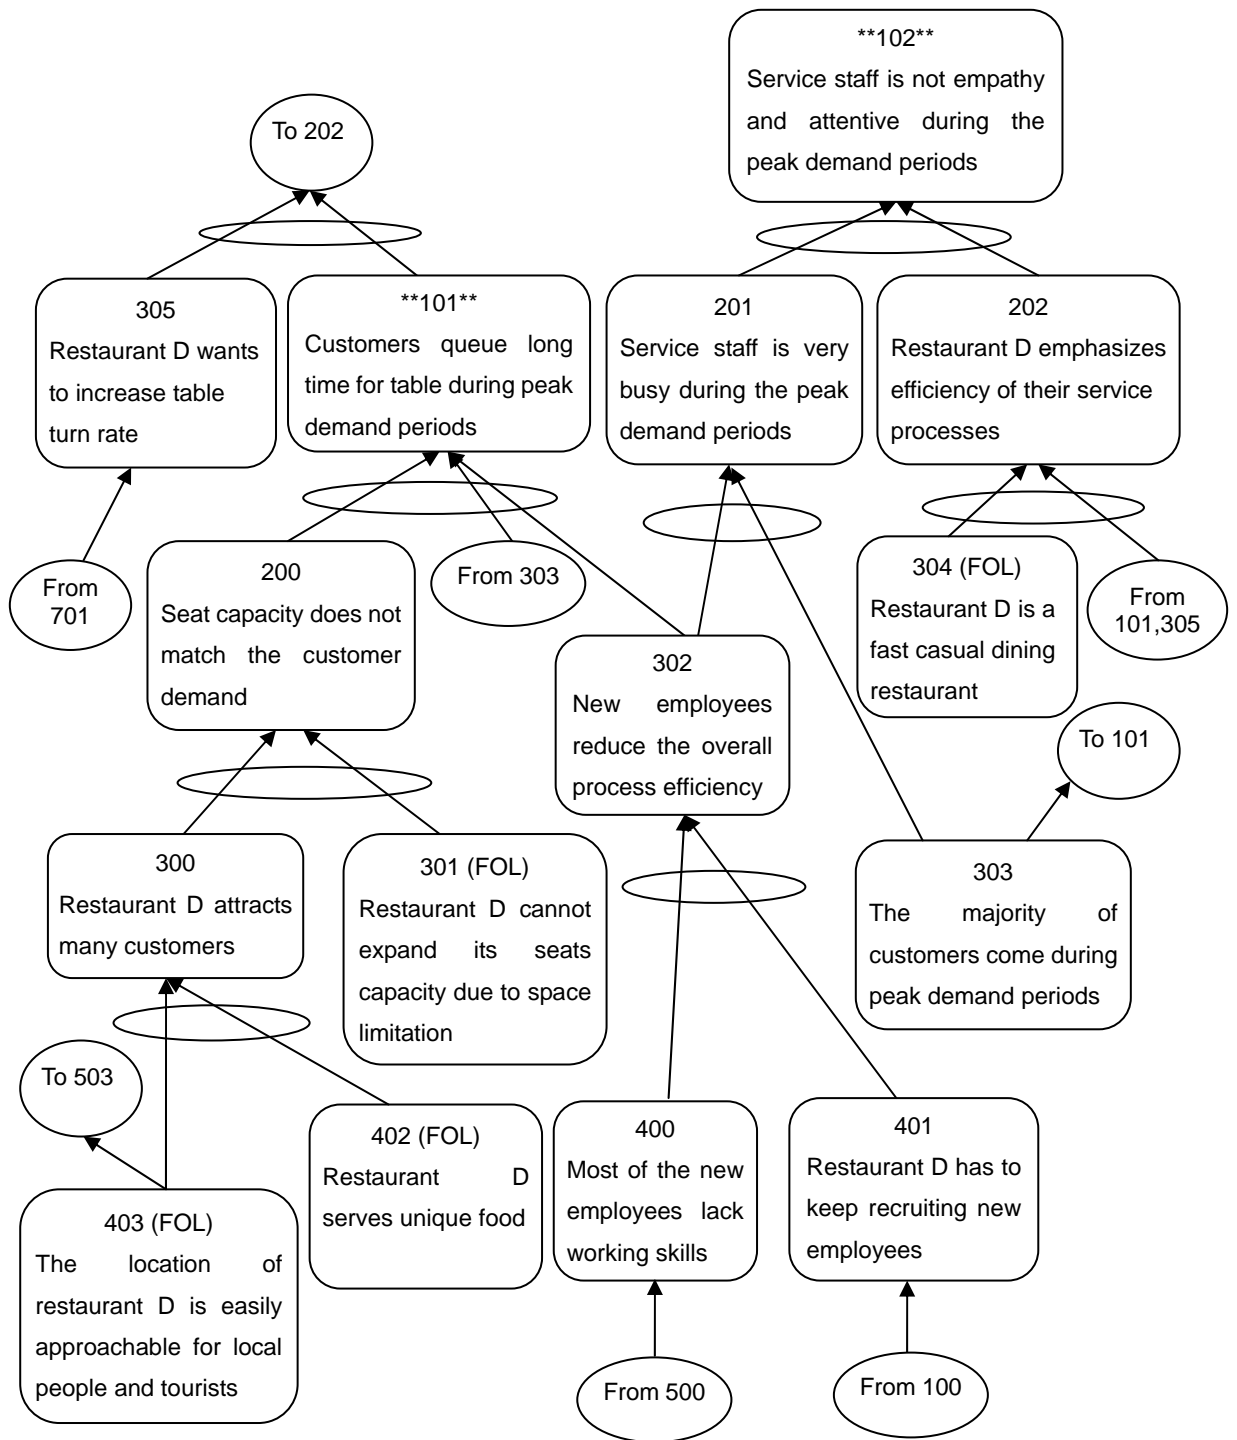 **102**
Service staff is not empathy
and attentive during the
peak demand periods
To 202
305
Restaurant D wants
to increase table
turn rate
**101**
Customers queue long
time for table during peak
demand periods
201
Service staff is very
busy during the peak
demand periods
202
Restaurant D emphasizes
efficiency of their service
processes
From
701
200
Seat capacity does not
match the customer
demand
From 303
302
New employees
reduce the overall
process efficiency
304 (FOL)
Restaurant D is a
fast casual dining
restaurant
From
101,305
To 101
300
Restaurant D attracts
many customers
301 (FOL)
Restaurant D cannot
expand its seats
capacity due to space
limitation
303
The majority of
customers come during
peak demand periods
To 503
403 (FOL)
The location of
restaurant D is easily
approachable for local
people and tourists
402 (FOL)
Restaurant D
serves unique food
400
Most of the new
employees lack
working skills
401
Restaurant D has to
keep recruiting new
employees
From 500
From 100